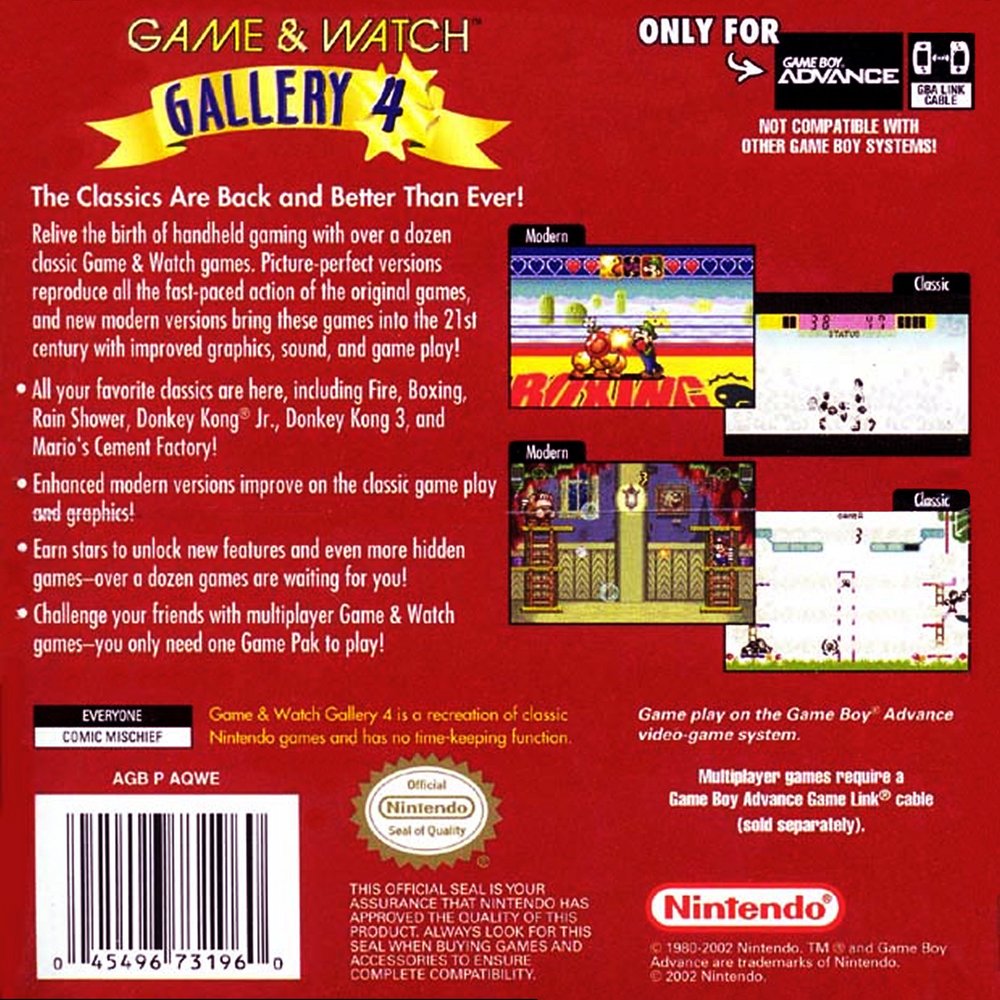 GAME & WATCH™
GALLERY 4
ONLY FOR
GAME BOY
ADVANCE
GBA LINK
CABLE
NOT COMPATIBLE WITH
OTHER GAME BOY SYSTEMS!
The Classics Are Back and Better Than Ever!
Relive the birth of handheld gaming with over a dozen
classic Game & Watch games. Picture-perfect versions
reproduce all the fast-paced action of the original games,
and new modern versions bring these games into the 21st
century with improved graphics, sound, and game play!
• All your favorite classics are here, including Fire, Boxing,
Rain Shower, Donkey Kong® Jr., Donkey Kong 3, and
Mario's Cement Factory!
• Enhanced modern versions improve on the classic game play
and graphics!
• Earn stars to unlock new features and even more hidden
games–over a dozen games are waiting for you!
• Challenge your friends with multiplayer Game & Watch
games–you only need one Game Pak to play!
Modern
BOXING
Classic
38 47
STATUS
Modern
Classic
GAME A
3
EVERYONE
COMIC MISCHIEF
Game & Watch Gallery 4 is a recreation of classic
Nintendo games and has no time-keeping function.
Game play on the Game Boy® Advance
video-game system.
Multiplayer games require a
Game Boy Advance Game Link® cable
(sold separately).
AGB P AQWE
0 45496 73196 0
Official
Nintendo
Seal of Quality
®
THIS OFFICIAL SEAL IS YOUR
ASSURANCE THAT NINTENDO HAS
APPROVED THE QUALITY OF THIS
PRODUCT. ALWAYS LOOK FOR THIS
SEAL WHEN BUYING GAMES AND
ACCESSORIES TO ENSURE
COMPLETE COMPATIBILITY.
Nintendo®
© 1980-2002 Nintendo. TM ® and Game Boy
Advance are trademarks of Nintendo.
© 2002 Nintendo.